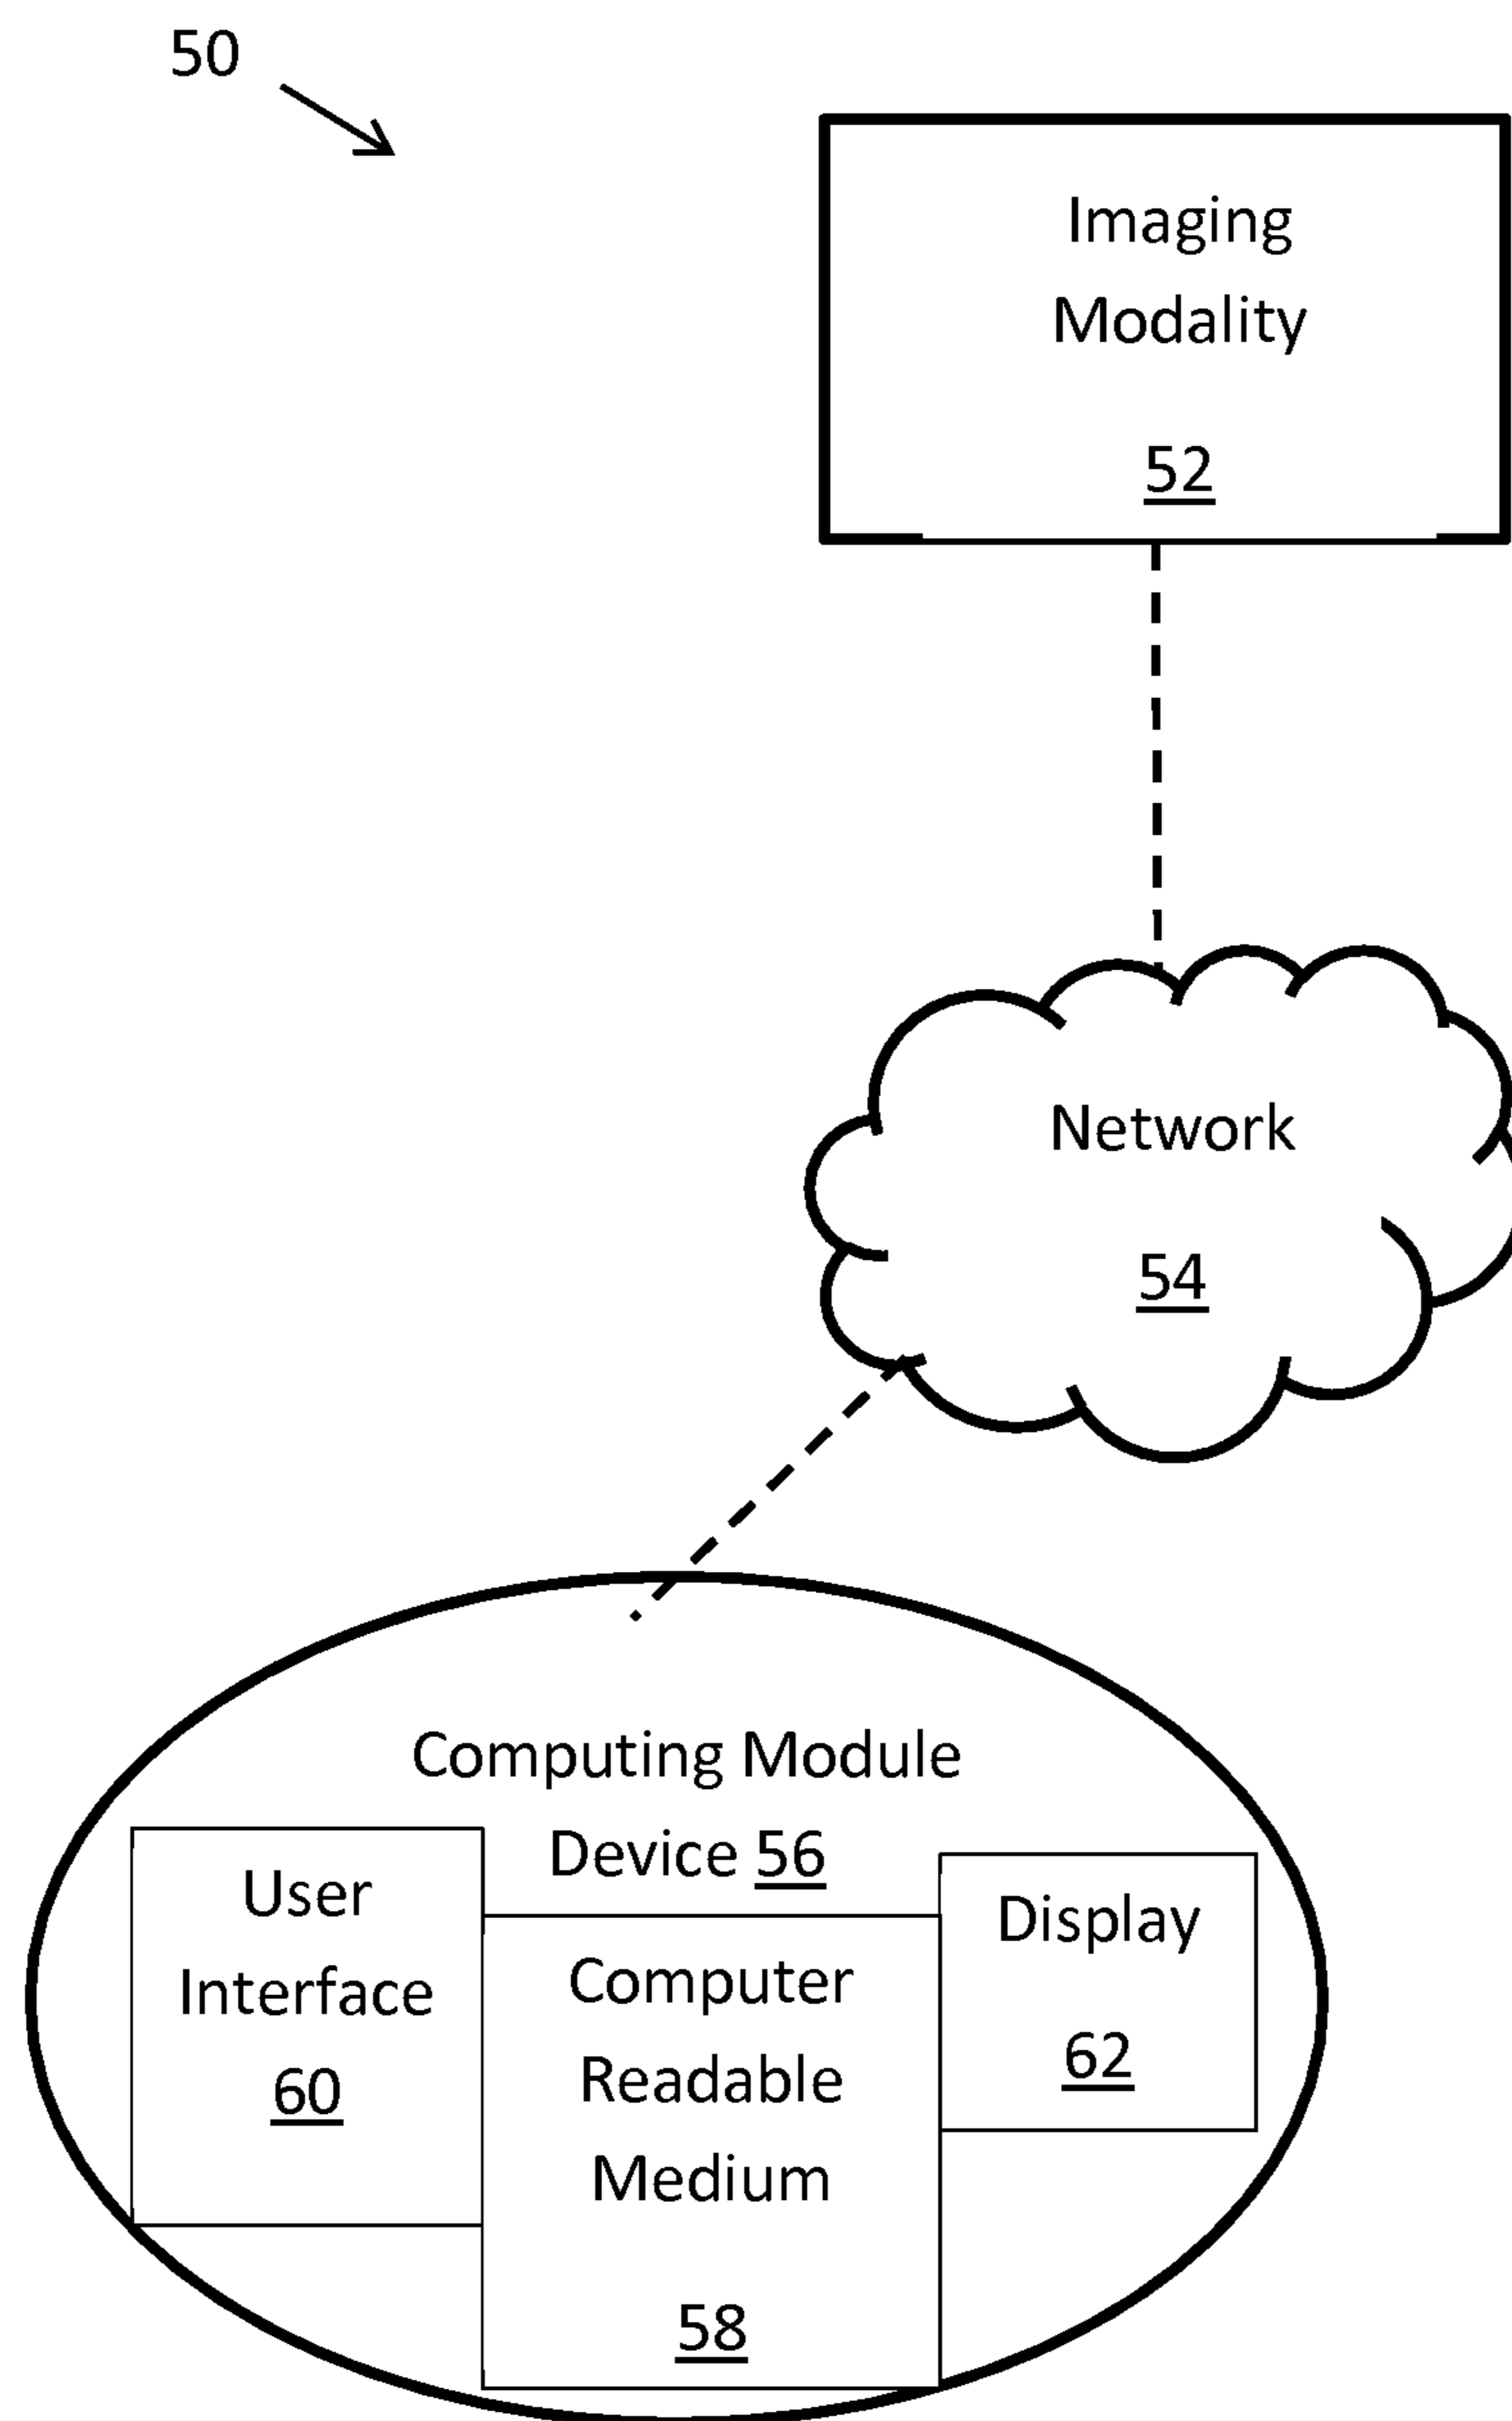 50
Imaging
Modality
52
Network
54
Computing Module
Device 56
User
Interface
60
Computer
Readable
Medium
58
Display
62